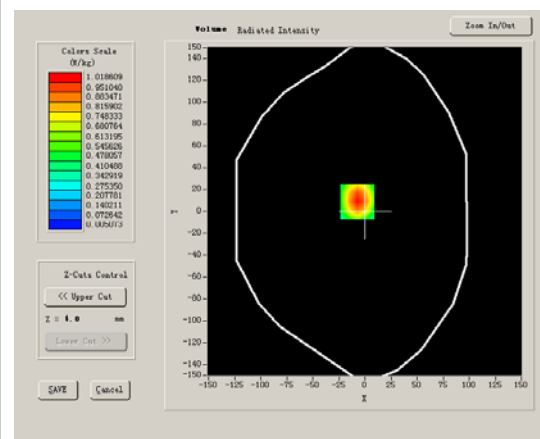 Volume Radiated Intensity
Zoom In/Out
Colors Scale
(W/kg)
1.018609
0.951040
0.883471
0.815902
0.748333
0.680764
0.613195
0.545626
0.478057
0.410488
0.342919
0.275350
0.207781
0.140211
0.072642
0.005073
Z-Cuts Control
<< Upper Cut
Z = 4.0 mm
Lower Cut >>
SAVE
Cancel
150
140
120
100
80
60
40
20
0
-20
-40
-60
-80
-100
-120
-140
-150
Y
-150 -125 -100 -75 -50 -25 0 25 50 75 100 125 150
X